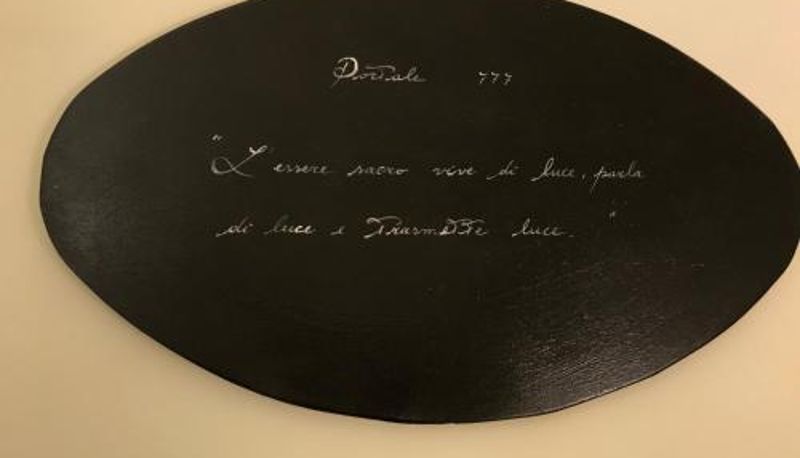 Portale 777
"L'essere sacro vive di luce, parla
di luce e Trasmette luce."